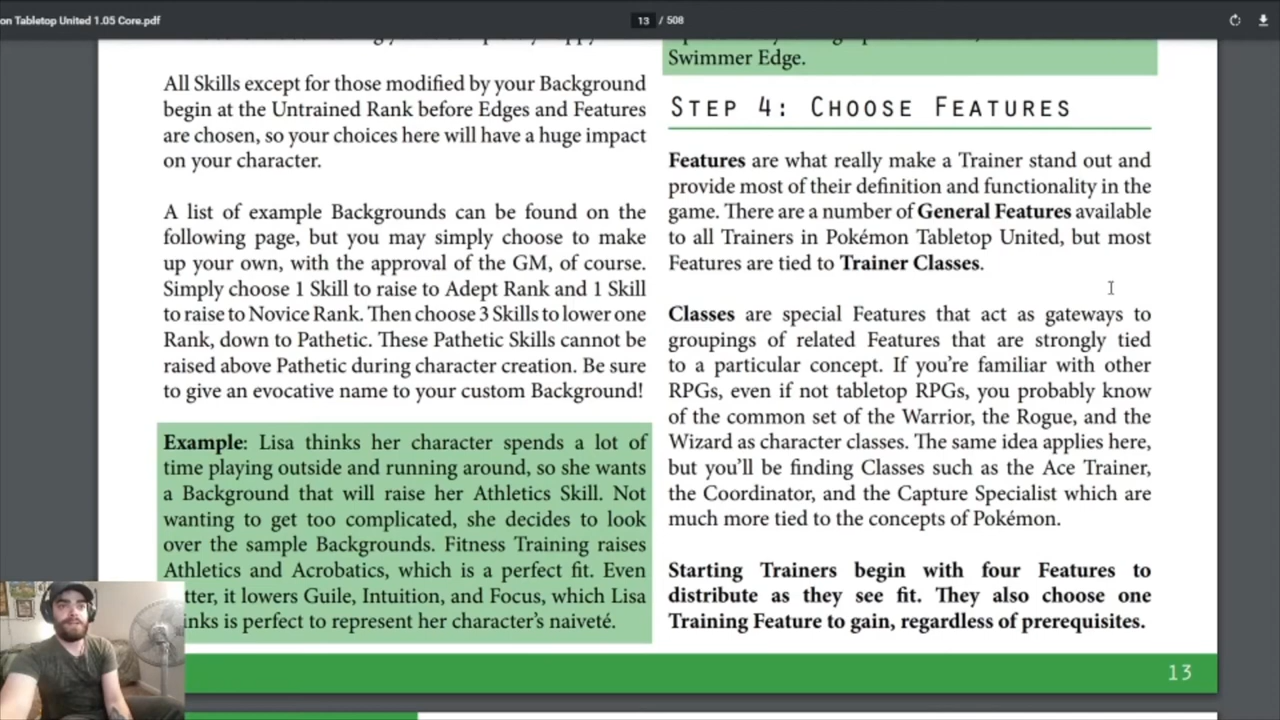 on Tabletop United 1.05 Core.pdf
13 / 508
All Skills except for those modified by your Background
begin at the Untrained Rank before Edges and Features
are chosen, so your choices here will have a huge impact
on your character.
A list of example Backgrounds can be found on the
following page, but you may simply choose to make
up your own, with the approval of the GM, of course.
Simply choose 1 Skill to raise to Adept Rank and 1 Skill
to raise to Novice Rank. Then choose 3 Skills to lower one
Rank, down to Pathetic. These Pathetic Skills cannot be
raised above Pathetic during character creation. Be sure
to give an evocative name to your custom Background!
Example: Lisa thinks her character spends a lot of
time playing outside and running around, so she wants
a Background that will raise her Athletics Skill. Not
wanting to get too complicated, she decides to look
over the sample Backgrounds. Fitness Training raises
Athletics and Acrobatics, which is a perfect fit. Even
tter, it lowers Guile, Intuition, and Focus, which Lisa
inks is perfect to represent her character's naiveté.
Swimmer Edge.
Step 4: Choose Features
Features are what really make a Trainer stand out and
provide most of their definition and functionality in the
game. There are a number of General Features available
to all Trainers in Pokémon Tabletop United, but most
Features are tied to Trainer Classes.
Classes are special Features that act as gateways to
groupings of related Features that are strongly tied
to a particular concept. If you're familiar with other
RPGs, even if not tabletop RPGs, you probably know
of the common set of the Warrior, the Rogue, and the
Wizard as character classes. The same idea applies here,
but you'll be finding Classes such as the Ace Trainer,
the Coordinator, and the Capture Specialist which are
much more tied to the concepts of Pokémon.
Starting Trainers begin with four Features to
distribute as they see fit. They also choose one
Training Feature to gain, regardless of prerequisites.
13